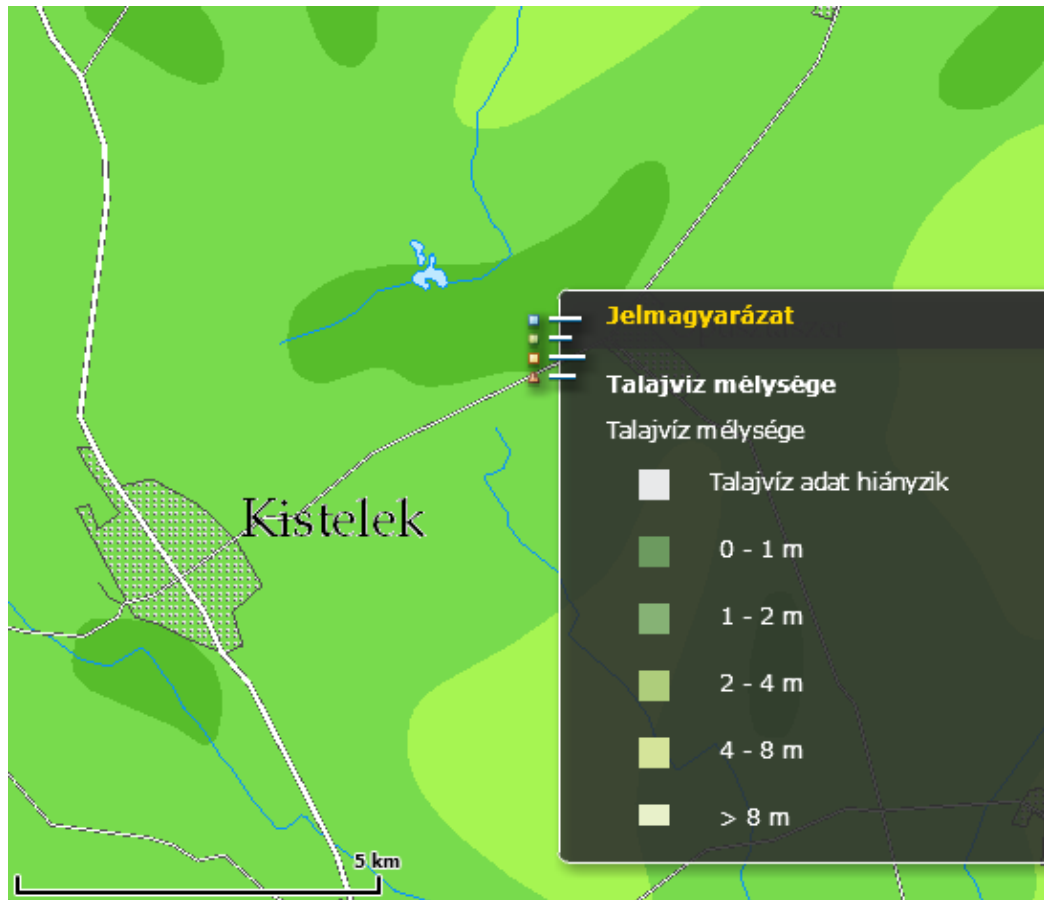 Kistelek
5 km
Jelmagyarázat
Talajvíz mélysége
Talajvíz mélysége
Talajvíz adat hiányzik
0 - 1 m
1 - 2 m
2 - 4 m
4 - 8 m
> 8 m